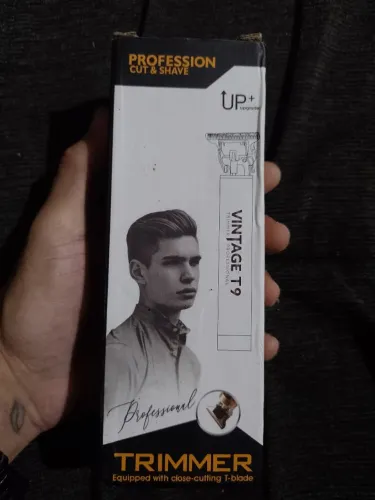 PROFESSION
CUT & SHAVE
UP+
VINTAGE T9
Professional
TRIMMER
Equipped with close-cutting T-blade